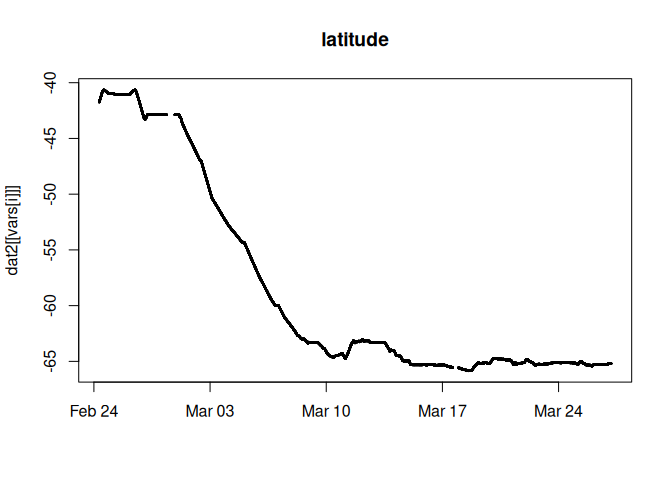 latitude
dat2[[vars[i]]]
-40
-45
-50
-55
-60
-65
Feb 24
Mar 03
Mar 10
Mar 17
Mar 24